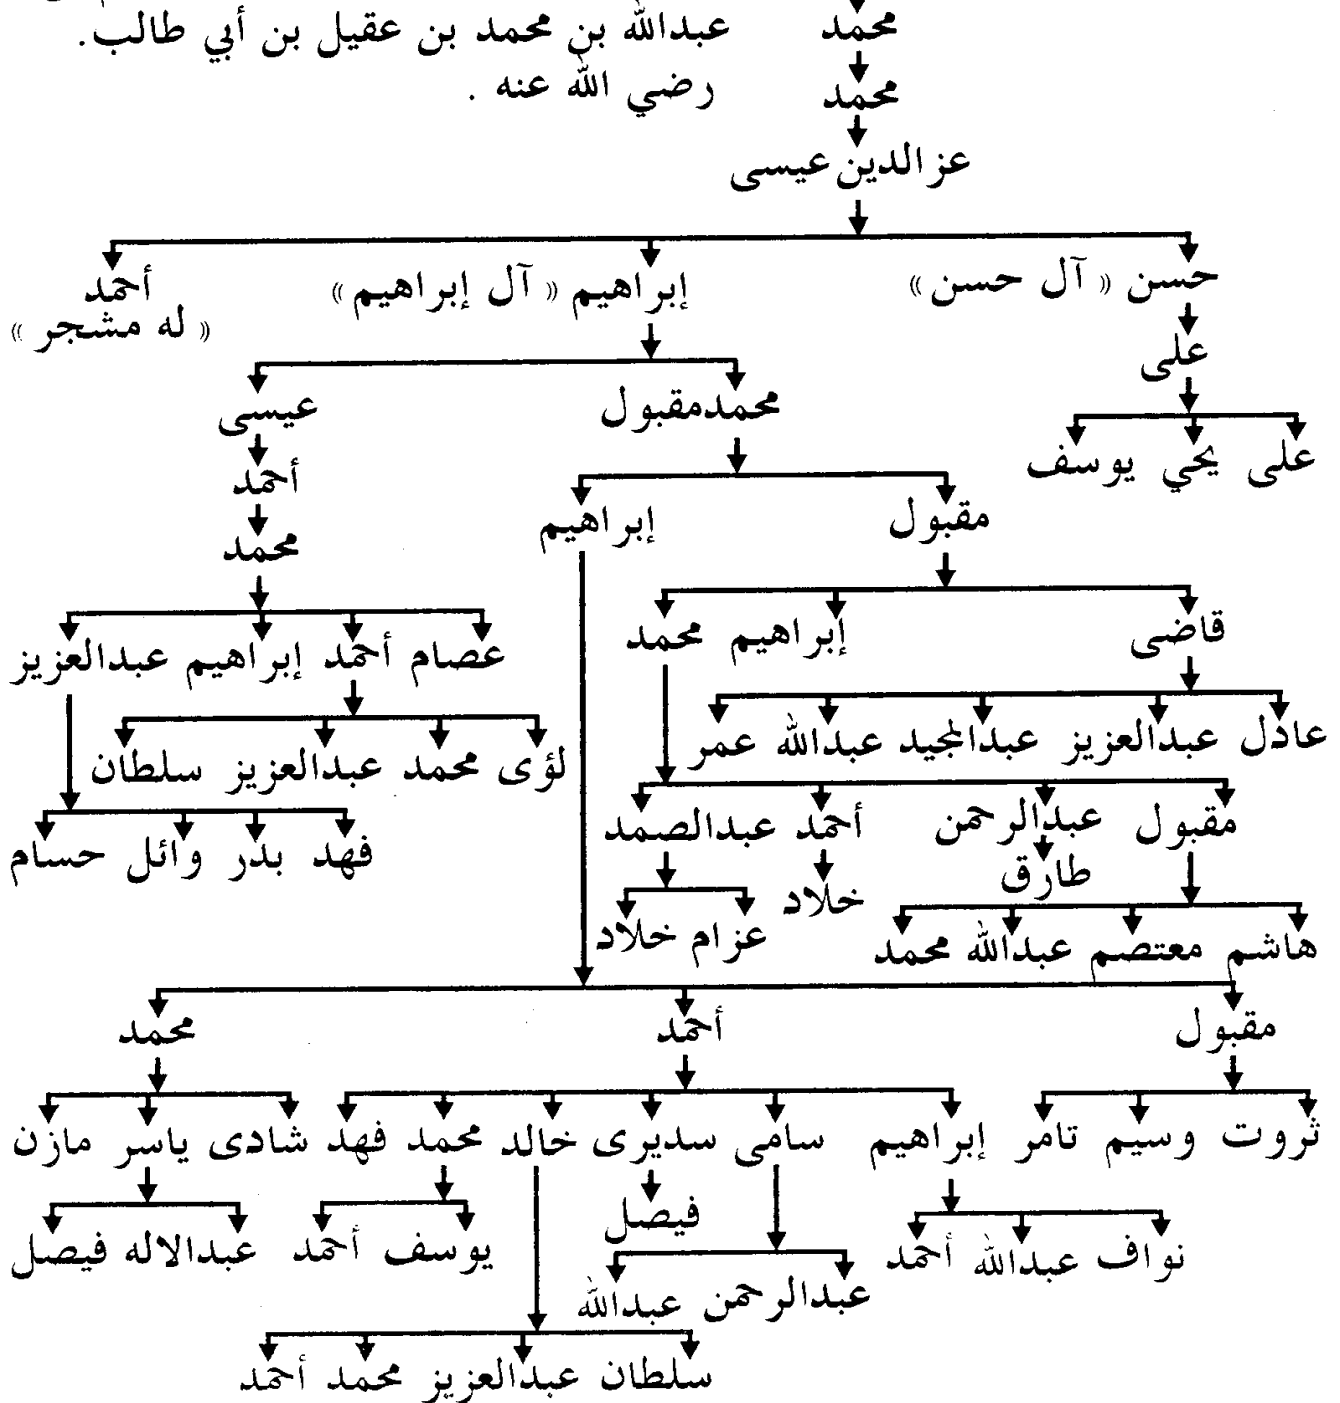 محمد
عبدالله بن محمد بن عقيل بن أبي طالب.
محمد
رضي الله عنه .
عز الدين عيسى
حسن « آل حسن »
إبراهيم « آل إبراهيم »
أحمد
« له مشجر »
على
محمد مقبول
عيسى
على يحي يوسف
أحمد
مقبول
إبراهيم
محمد
قاضى
إبراهيم محمد
عصام أحمد إبراهيم عبدالعزيز
عادل عبدالعزيز عبدالمجيد عبدالله عمر
لؤى محمد عبدالعزيز سلطان
مقبول عبدالرحمن أحمد عبدالصمد
فهد بدر وائل حسام
طارق
خلاد
عزام خلاد
هاشم معتصم عبدالله محمد
مقبول
أحمد
محمد
ثروت وسيم تامر
إبراهيم سامى سديرى خالد محمد فهد
شادى ياسر مازن
فيصل
نواف عبدالله أحمد
يوسف أحمد
عبدالاله فيصل
عبدالرحمن عبدالله
سلطان عبدالعزيز محمد أحمد